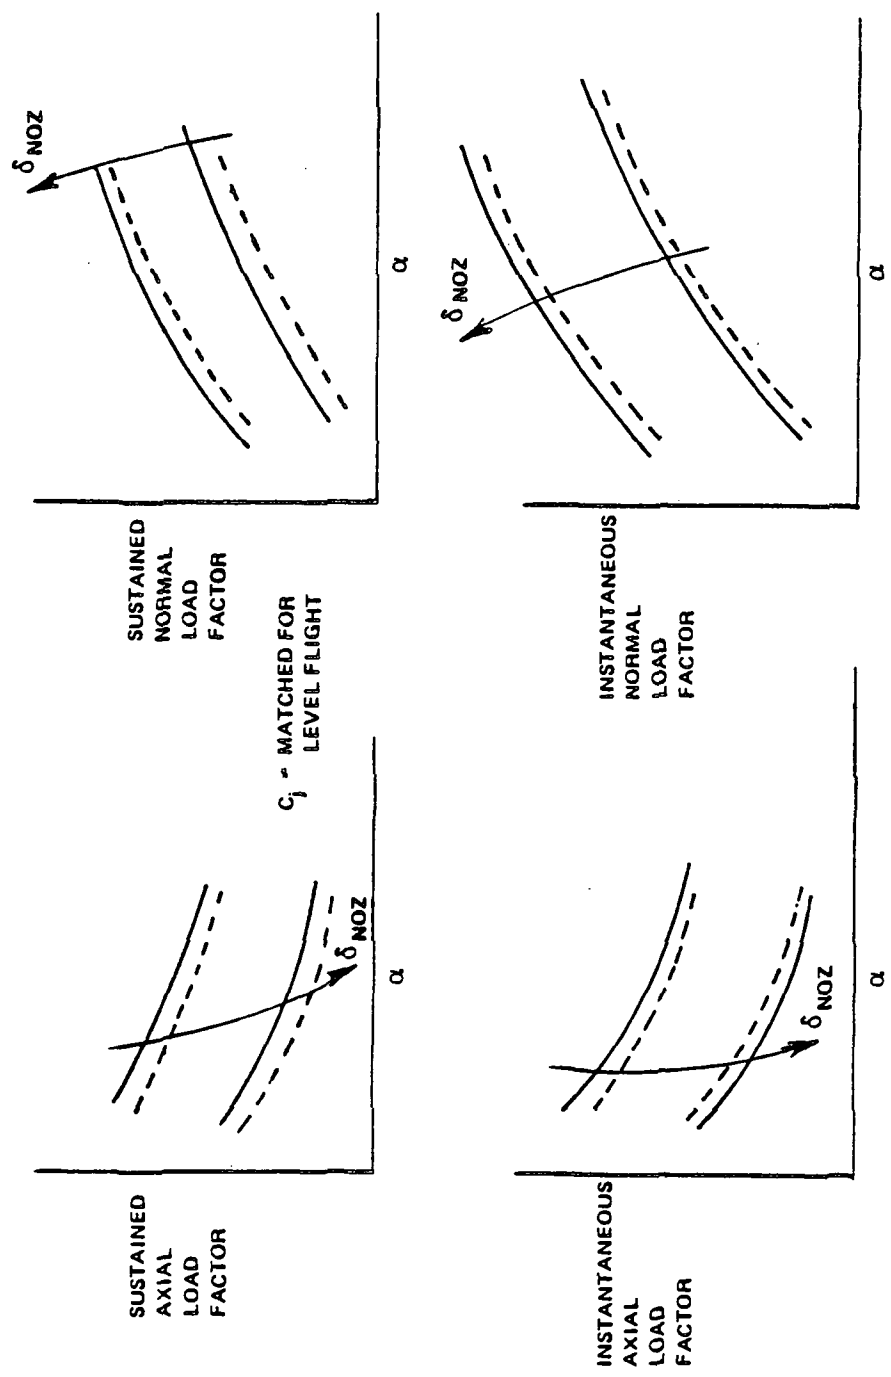 SUSTAINED
AXIAL
LOAD
FACTOR
δNOZ
α
Cj = MATCHED FOR
LEVEL FLIGHT
SUSTAINED
NORMAL
LOAD
FACTOR
δNOZ
α
INSTANTANEOUS
AXIAL
LOAD
FACTOR
δNOZ
α
INSTANTANEOUS
NORMAL
LOAD
FACTOR
δNOZ
α